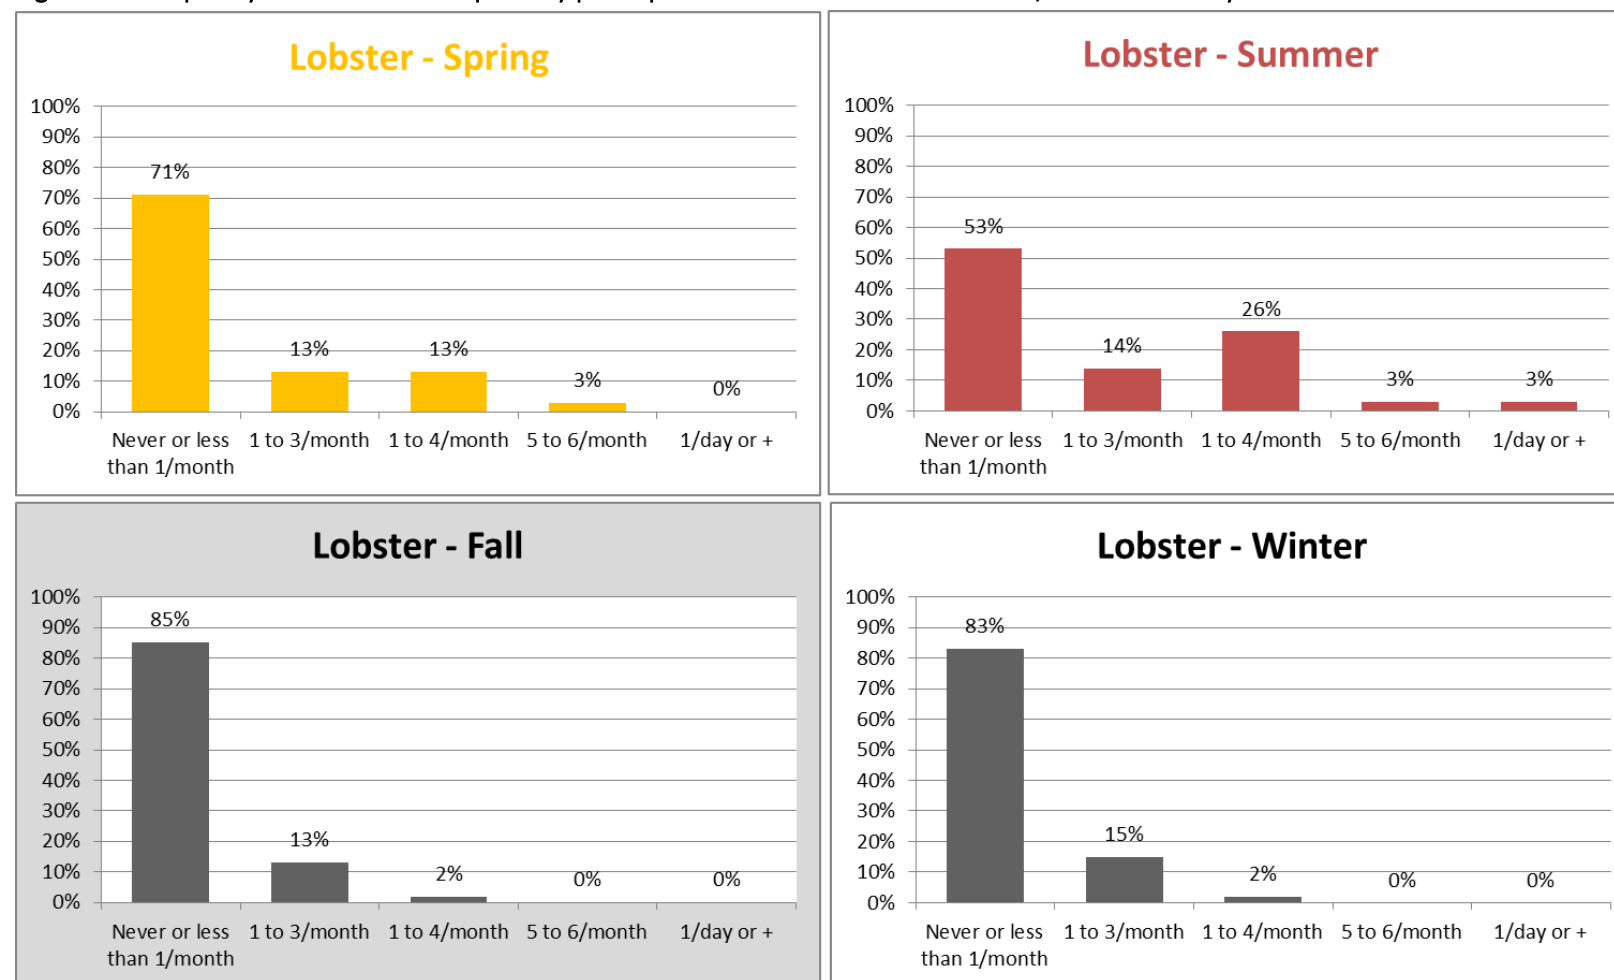 Lobster - Spring
100%
90%
80%
70%
60%
50%
40%
30%
20%
10%
0%
71%
13%
13%
3%
0%
Never or less than 1/month
1 to 3/month
1 to 4/month
5 to 6/month
1/day or +
Lobster - Summer
100%
90%
80%
70%
60%
50%
40%
30%
20%
10%
0%
53%
14%
26%
3%
3%
Never or less than 1/month
1 to 3/month
1 to 4/month
5 to 6/month
1/day or +
Lobster - Fall
100%
90%
80%
70%
60%
50%
40%
30%
20%
10%
0%
85%
13%
2%
0%
0%
Never or less than 1/month
1 to 3/month
1 to 4/month
5 to 6/month
1/day or +
Lobster - Winter
100%
90%
80%
70%
60%
50%
40%
30%
20%
10%
0%
83%
15%
2%
0%
0%
Never or less than 1/month
1 to 3/month
1 to 4/month
5 to 6/month
1/day or +